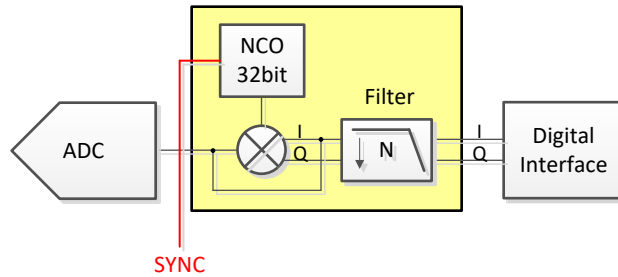 NCO
32bit
Filter
ADC
I
Q
N
I
Q
Digital
Interface
SYNC